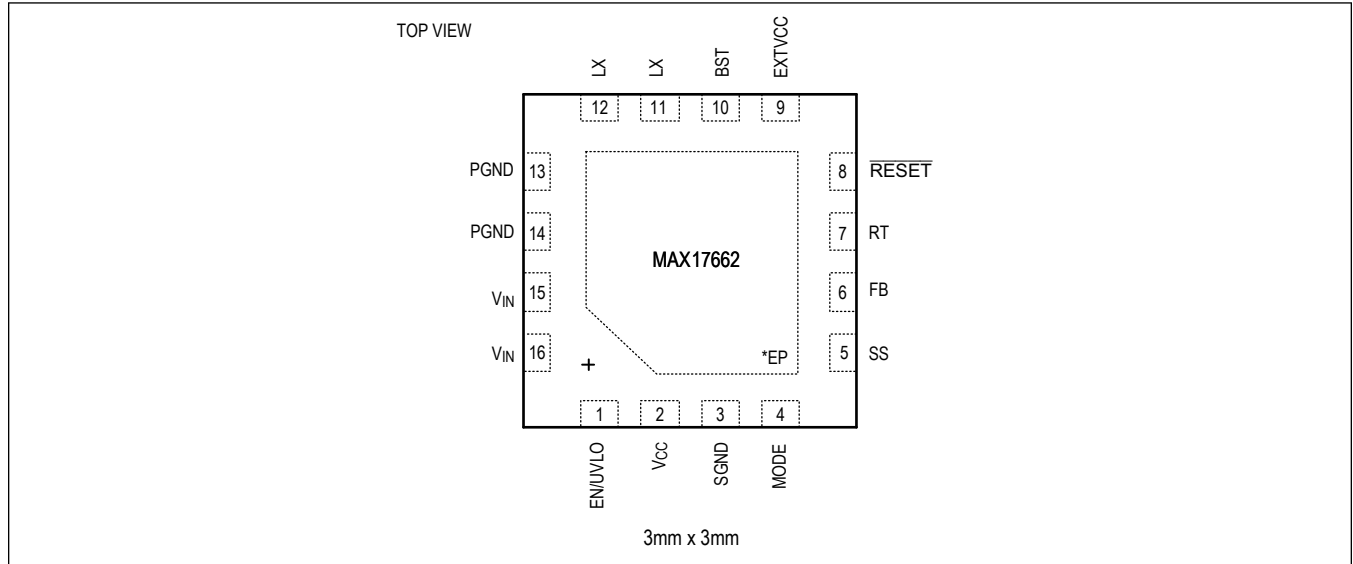 TOP VIEW
LX
LX
BST
EXTVCC
12
11
10
9
PGND
13
8
RESET
PGND
14
7
RT
MAX17662
VIN
15
6
FB
VIN
16
+
*EP
5
SS
1
2
3
4
EN/UVLO
VCC
SGND
MODE
3mm x 3mm